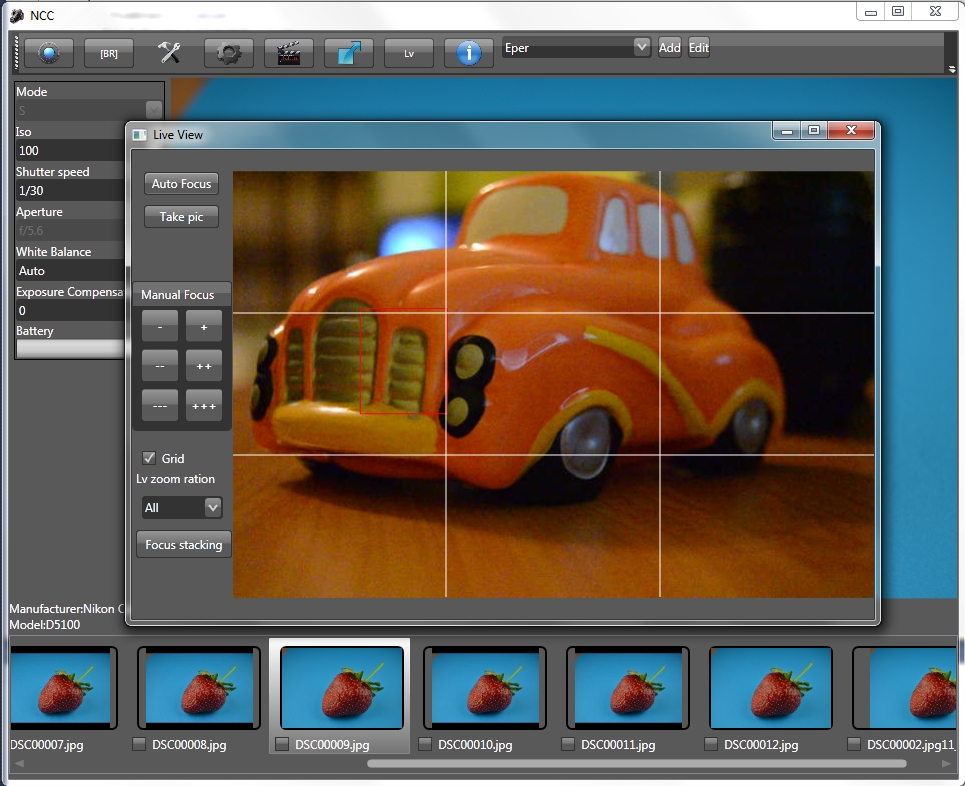 NCC
[BR]
Lv
Eper
Add
Edit
Mode
S
Iso
100
Shutter speed
1/30
Aperture
f/5.6
White Balance
Auto
Exposure Compensa
0
Battery
Live View
Auto Focus
Take pic
Manual Focus
- +
-- ++
--- +++
Grid
Lv zoom ration
All
Focus stacking
Manufacturer:Nikon C
Model:D5100
DSC00007.jpg
DSC00008.jpg
DSC00009.jpg
DSC00010.jpg
DSC00011.jpg
DSC00012.jpg
DSC00002.jpg11_